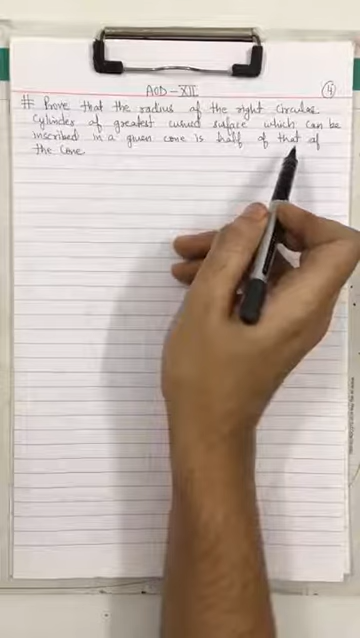 AOD - XII
④
# Prove that the radius of the right circular
cylinder of greatest curved surface which can be
inscribed in a given cone is half of that of
the cone